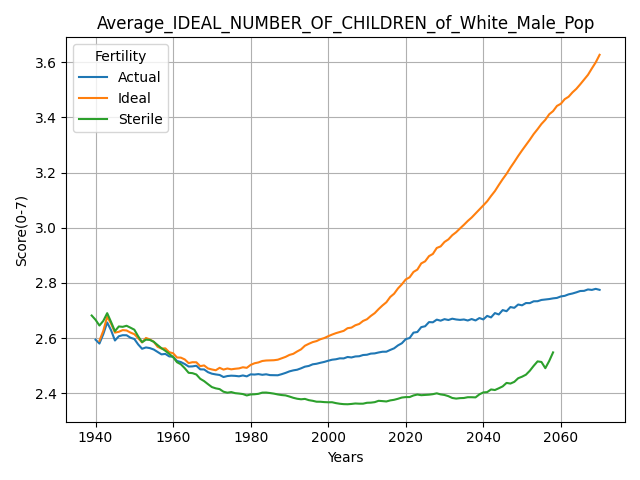 Average_IDEAL_NUMBER_OF_CHILDREN_of_White_Male_Pop
Fertility
Actual
Ideal
Sterile
Score(0-7)
3.6
3.4
3.2
3.0
2.8
2.6
2.4
1940 1960 1980 2000 2020 2040 2060
Years